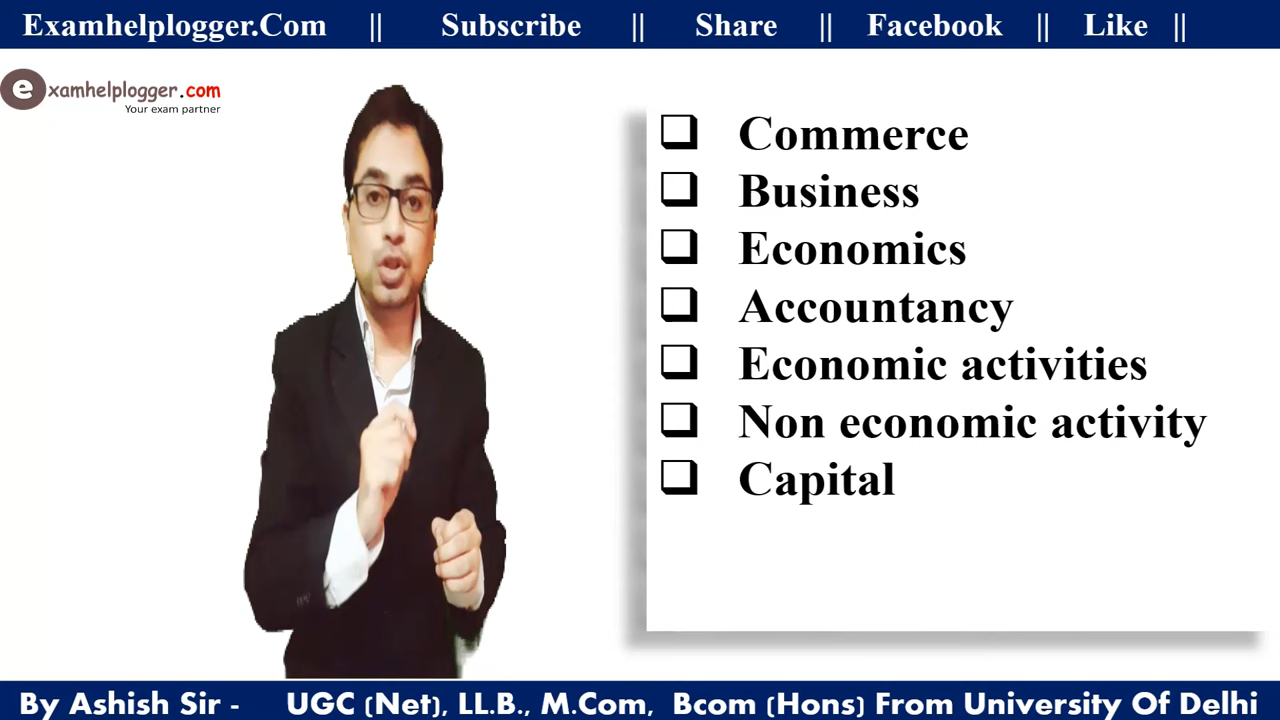 Examhelplogger.Com || Subscribe || Share || Facebook || Like ||
examhelplogger.com
Your exam partner
Commerce
Business
Economics
Accountancy
Economic activities
Non economic activity
Capital
By Ashish Sir - UGC (Net), LL.B., M.Com, Bcom (Hons) From University Of Delhi